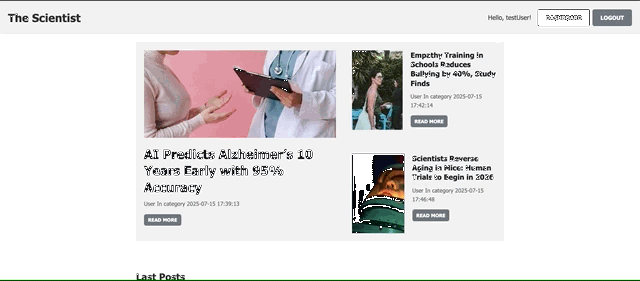 The Scientist
Hello, testUser!
DASHBOARD
LOGOUT
AI Predicts Alzheimer's 10
Years Early with 95%
Accuracy
User In category 2025-07-15 17:39:13
READ MORE
Empathy Training in
Schools Reduces
Bullying by 40%, Study
Finds
User In category 2025-07-15
17:42:14
READ MORE
Scientists Reverse
Aging in Mice: Human
Trials to Begin in 2026
User In category 2025-07-15
17:46:48
READ MORE
Last Posts